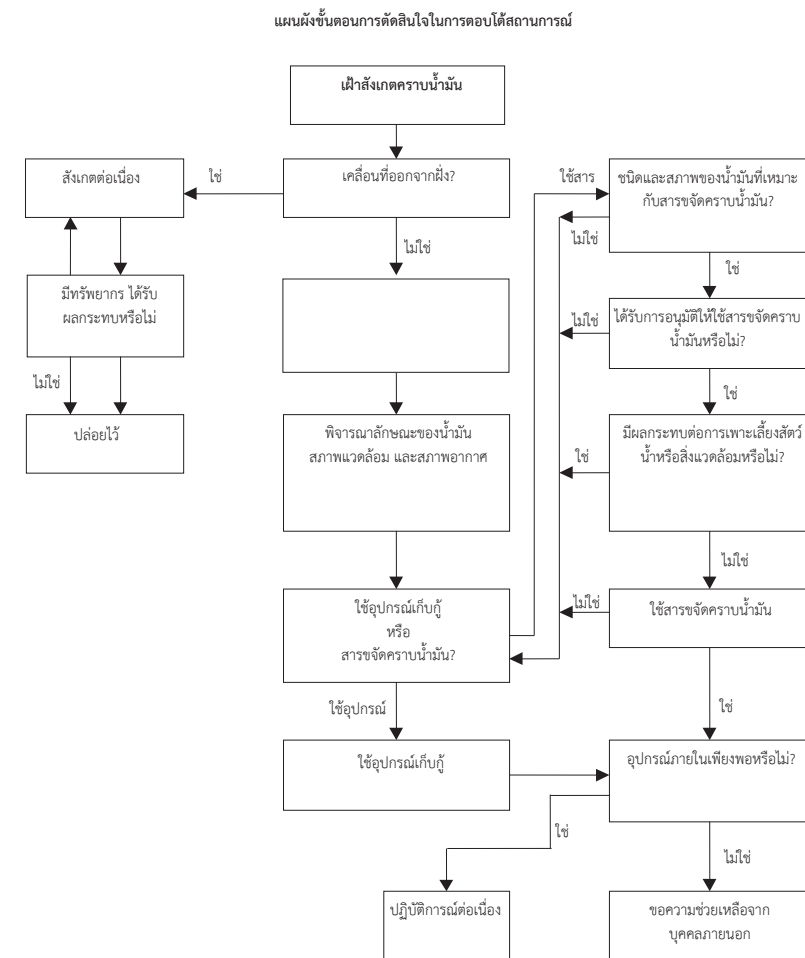 แผนผังขั้นตอนการตัดสินใจในการตอบโต้สถานการณ์
เฝ้าสังเกตคราบน้ำมัน
เคลื่อนที่ออกจากฝั่ง?
ใช่
สังเกตต่อเนื่อง
มีทรัพยากร ได้รับ
ผลกระทบหรือไม่
ไม่ใช่
ปล่อยไว้
ไม่ใช่
พิจารณาลักษณะของน้ำมัน
สภาพแวดล้อม และสภาพอากาศ
ใช้อุปกรณ์เก็บกู้
หรือ
สารขจัดคราบน้ำมัน?
ใช้อุปกรณ์
ใช้อุปกรณ์เก็บกู้
ใช้สาร
ชนิดและสภาพของน้ำมันที่เหมาะ
กับสารขจัดคราบน้ำมัน?
ไม่ใช่
ใช่
ได้รับการอนุมัติให้ใช้สารขจัดคราบ
น้ำมันหรือไม่?
ไม่ใช่
ใช่
มีผลกระทบต่อการเพาะเลี้ยงสัตว์
น้ำหรือสิ่งแวดล้อมหรือไม่?
ใช่
ไม่ใช่
ใช้สารขจัดคราบน้ำมัน
ไม่ใช่
ใช่
อุปกรณ์ภายในเพียงพอหรือไม่?
ใช่
ไม่ใช่
ปฏิบัติการณ์ต่อเนื่อง
ขอความช่วยเหลือจาก
บุคคลภายนอก